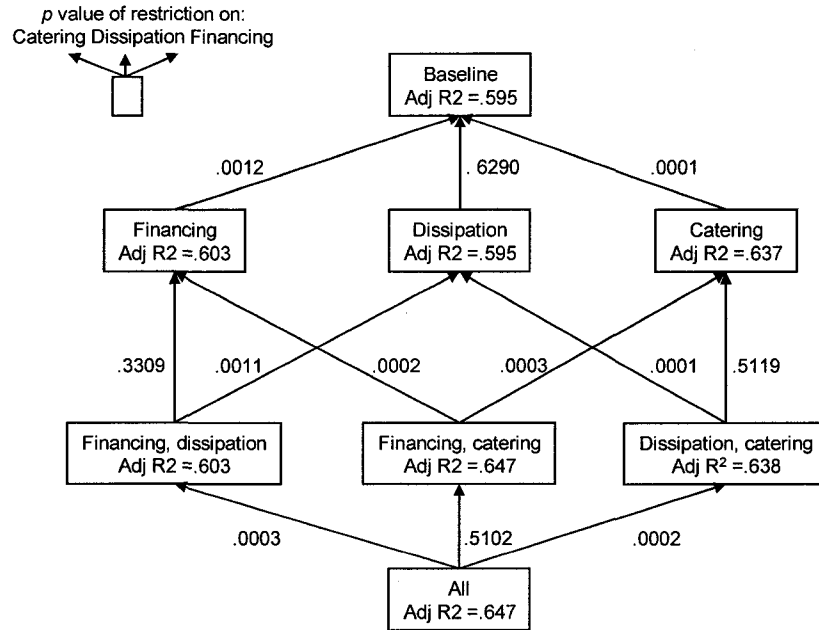 p value of restriction on:
Catering Dissipation Financing
Baseline
Adj R2 =.595
.0012
. 6290
.0001
Financing
Adj R2 =.603
Dissipation
Adj R2 =.595
Catering
Adj R2 =.637
.3309
.0011
.0002
.0003
.0001
.5119
Financing, dissipation
Adj R2 =.603
Financing, catering
Adj R2 =.647
Dissipation, catering
Adj R² =.638
.0003
.5102
.0002
All
Adj R2 =.647